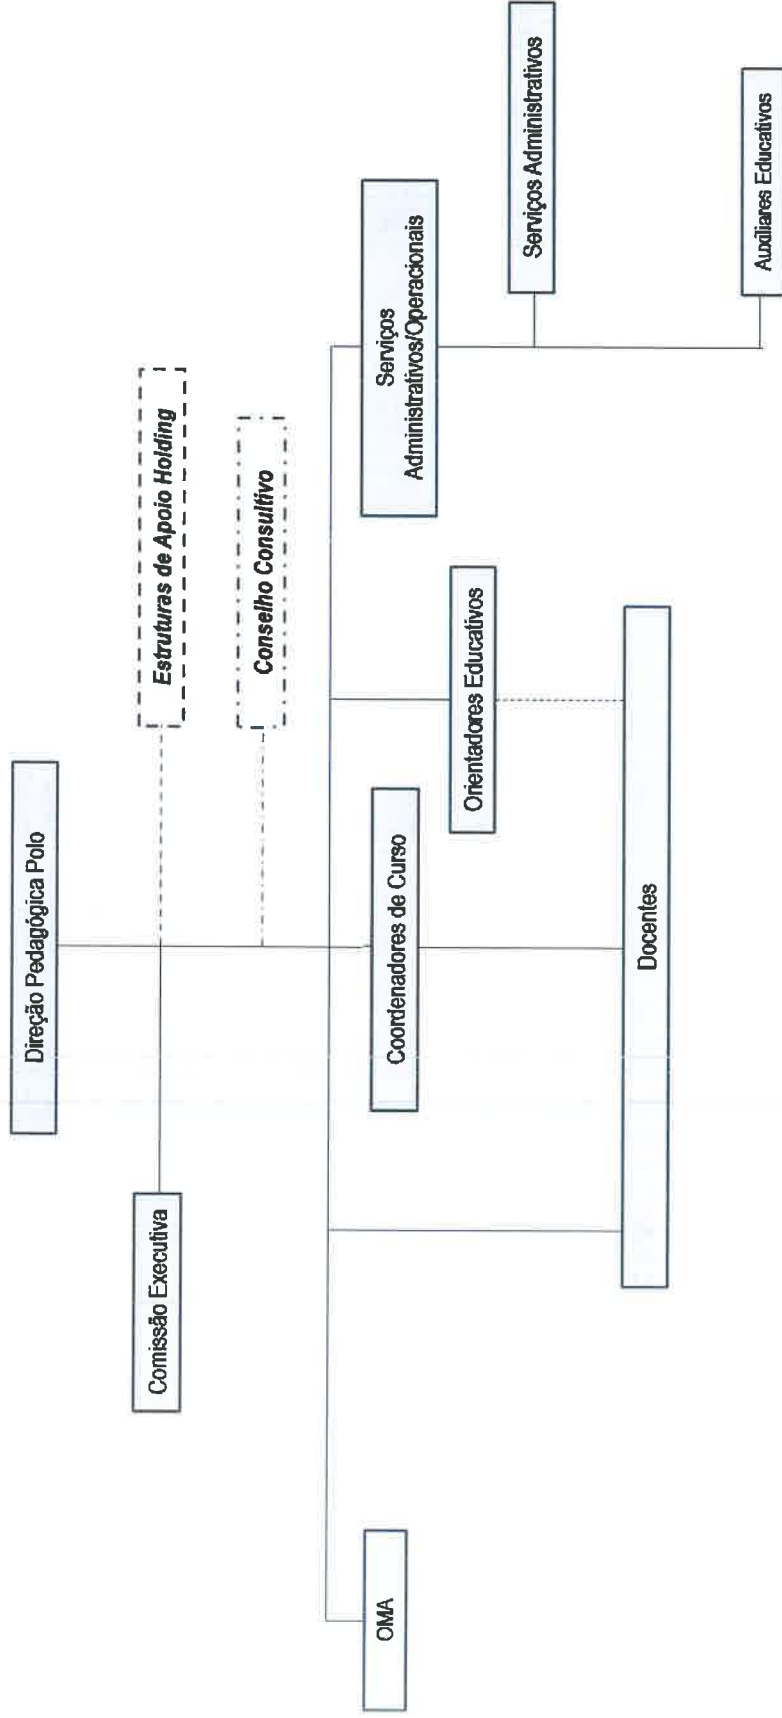 Direção Pedagógica Polo
Comissão Executiva
Estruturas de Apoio Holding
Conselho Consultivo
OMA
Coordenadores de Curso
Orientadores Educativos
Serviços
Administrativos/Operacionais
Docentes
Serviços Administrativos
Auxiliares Educativos